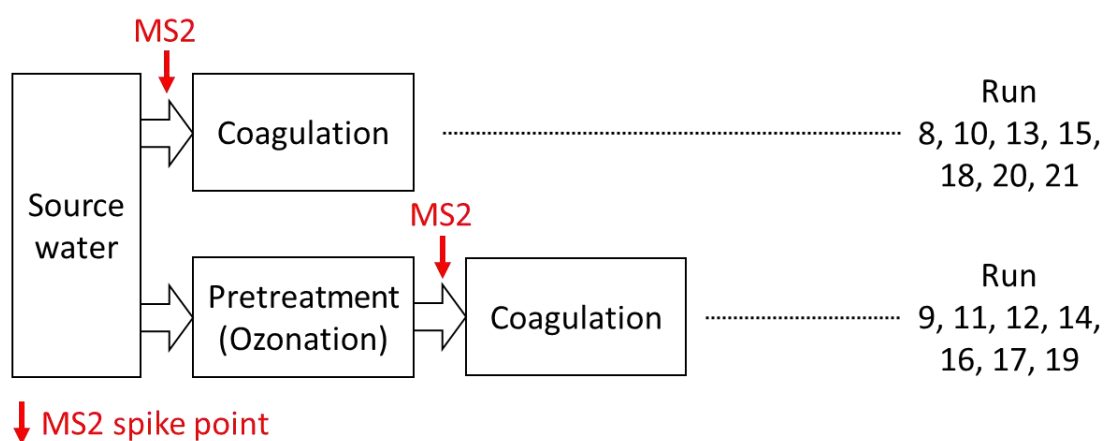 MS2
Source
water
Coagulation
Run
8, 10, 13, 15,
18, 20, 21
MS2
Pretreatment
(Ozonation)
Coagulation
Run
9, 11, 12, 14,
16, 17, 19
MS2 spike point